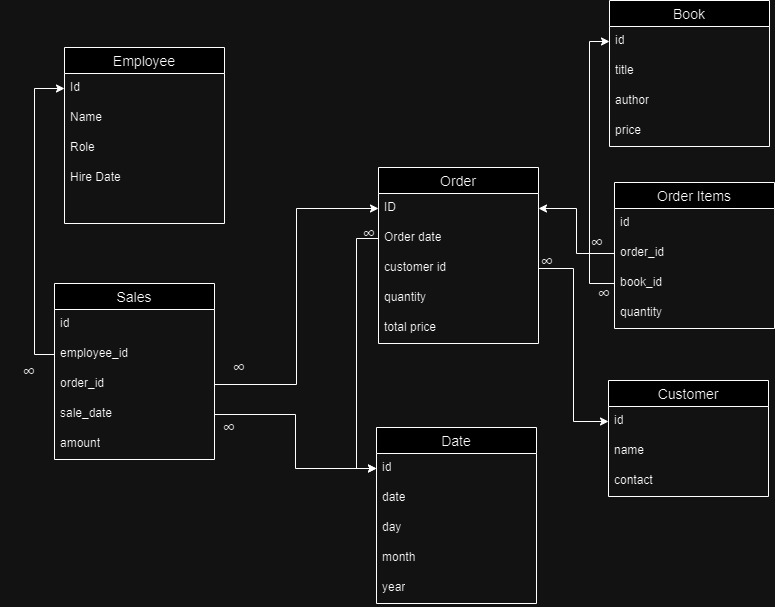 Book
id
title
author
price
Employee
Id
Name
Role
Hire Date
Order
ID
∞
Order date
customer id
∞
quantity
total price
Order Items
id
∞
order_id
book_id
∞
quantity
Sales
id
employee_id
∞
order_id
∞
sale_date
∞
amount
Customer
id
name
contact
Date
id
date
day
month
year